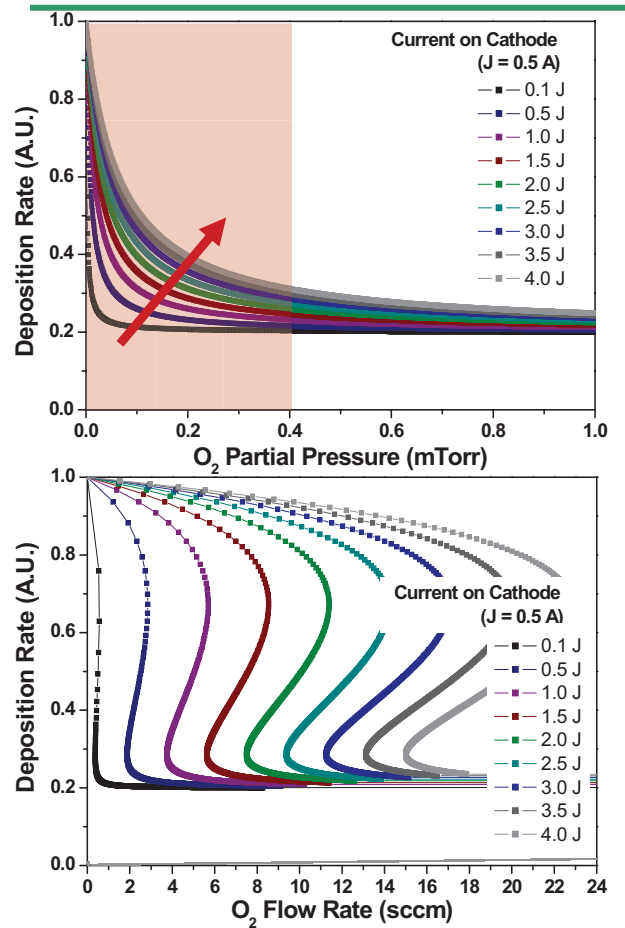 1.0
0.8
0.6
0.4
0.2
0.0
Deposition Rate (A.U.)
Current on Cathode
(J = 0.5 A)
0.1 J
0.5 J
1.0 J
1.5 J
2.0 J
2.5 J
3.0 J
3.5 J
4.0 J
0.0 0.2 0.4 0.6 0.8 1.0
O₂ Partial Pressure (mTorr)
1.0
0.8
0.6
0.4
0.2
0.0
Deposition Rate (A.U.)
Current on Cathode
(J = 0.5 A)
0.1 J
0.5 J
1.0 J
1.5 J
2.0 J
2.5 J
3.0 J
3.5 J
4.0 J
0 2 4 6 8 10 12 14 16 18 20 22 24
O₂ Flow Rate (sccm)